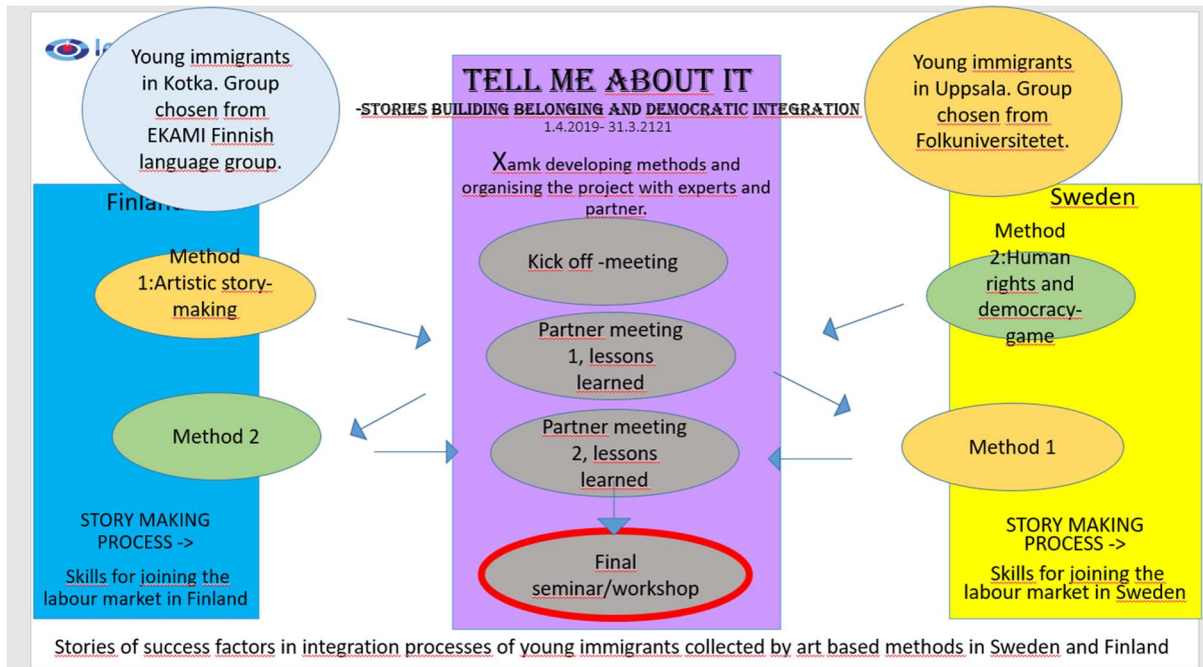 Young immigrants
in Kotka. Group
chosen from
EKAMI Finnish
language group.
TELL ME ABOUT IT
-STORIES BUILIDING BELONGING AND DEMOCRATIC INTEGRATION
1.4.2019- 31.3.2121
Xamk developing methods and
organising the project with experts and
partner.
Young immigrants
in Uppsala. Group
chosen from
Folkuniversitetet.
Method
1:Artistic story-
making
Method 2
STORY MAKING
PROCESS ->
Skills for joining the
labour market in Finland
Kick off -meeting
Partner meeting
1, lessons
learned
Partner meeting
2, lessons
learned
Final
seminar/workshop
Sweden
Method
2:Human
rights and
democracy-
game
Method 1
STORY MAKING
PROCESS ->
Skills for joining the
labour market in Sweden
Stories of success factors in integration processes of young immigrants collected by art based methods in Sweden and Finland